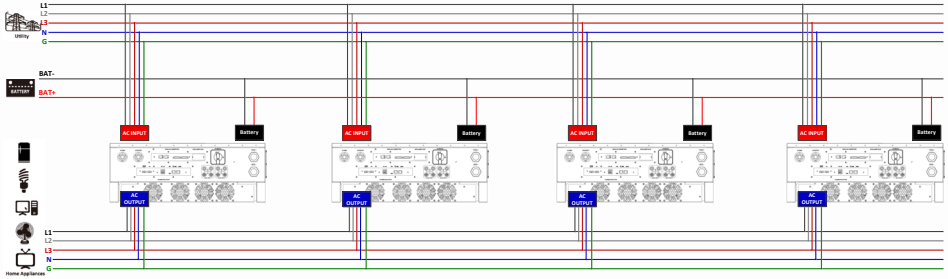 L1
L2
L3
N
G
Utility
BAT-
BATTERY
BAT+
AC INPUT
Battery
AC INPUT
Battery
AC INPUT
Battery
AC INPUT
Battery
AC
OUTPUT
AC
OUTPUT
AC
OUTPUT
AC
OUTPUT
L1
L2
L3
N
G
Home Appliances